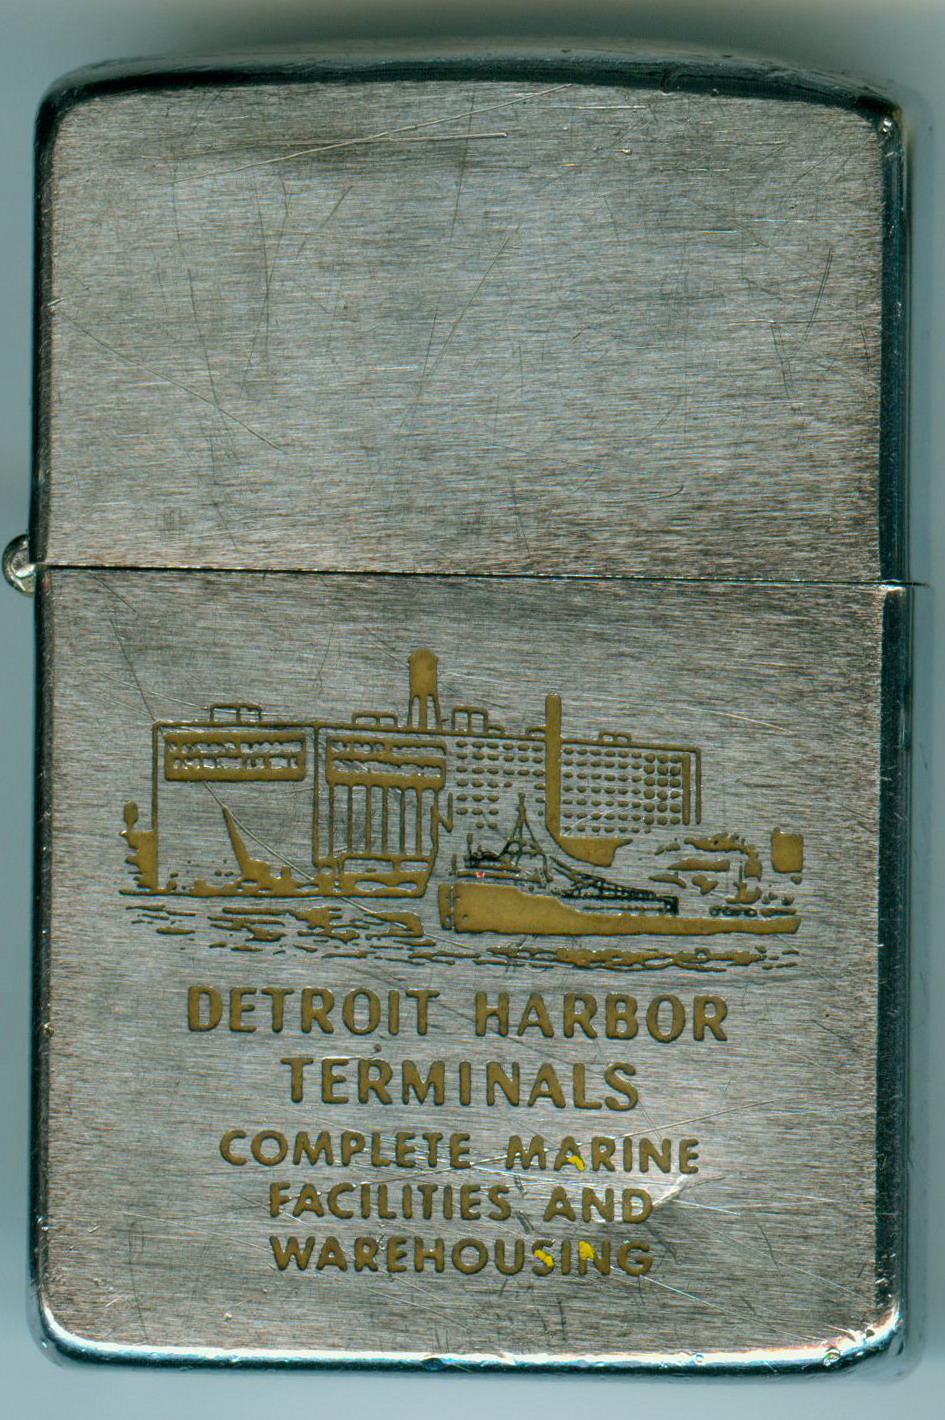 DETROIT HARBOR
TERMINALS
COMPLETE MARINE
FACILITIES AND
WAREHOUSING